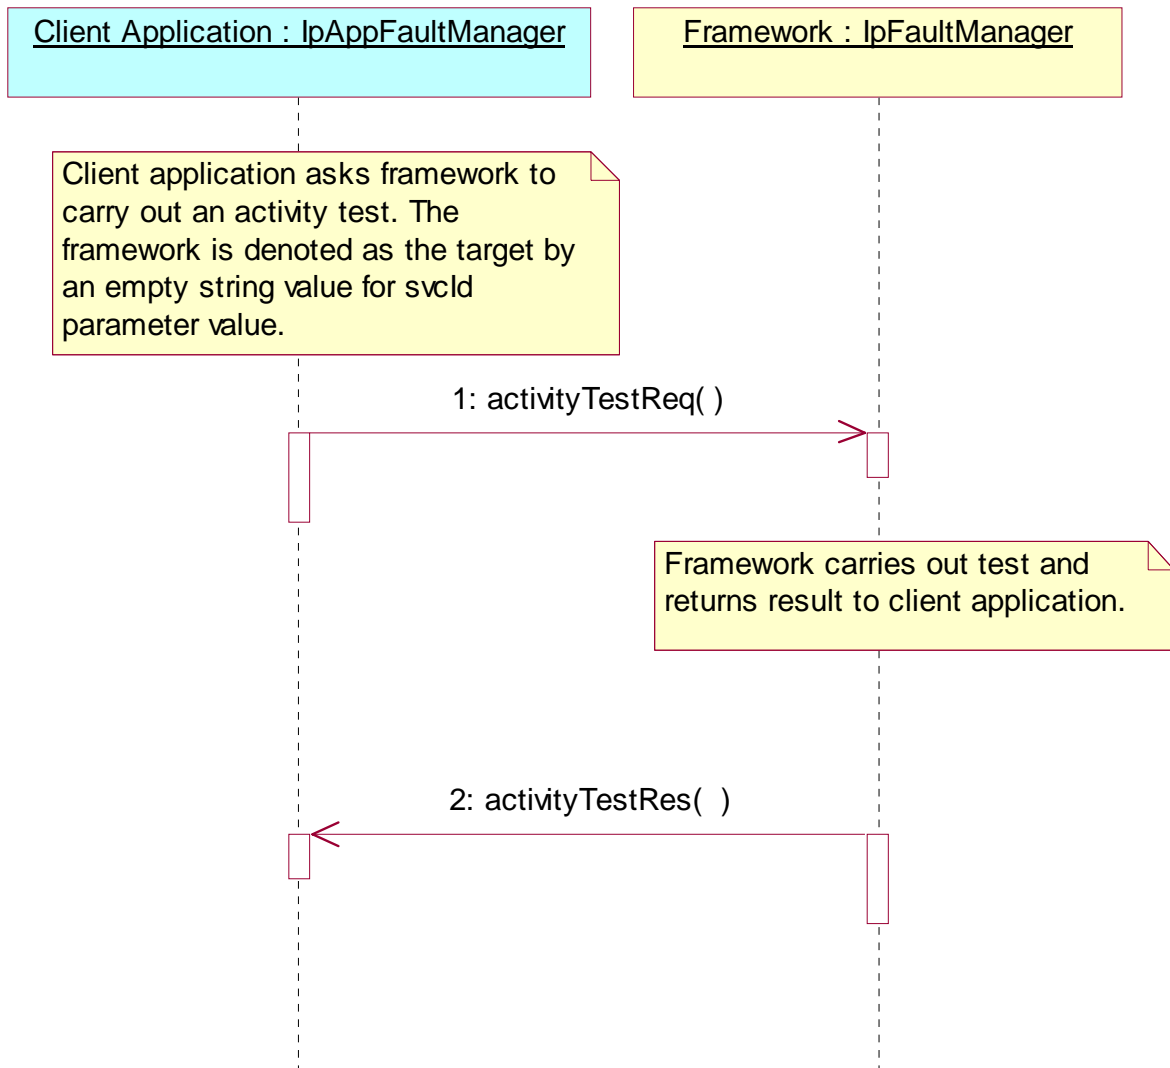 Client Application : IpAppFaultManager
Framework : IpFaultManager
Client application asks framework to
carry out an activity test. The
framework is denoted as the target by
an empty string value for svcId
parameter value.
1: activityTestReq( )
Framework carries out test and
returns result to client application.
2: activityTestRes(  )